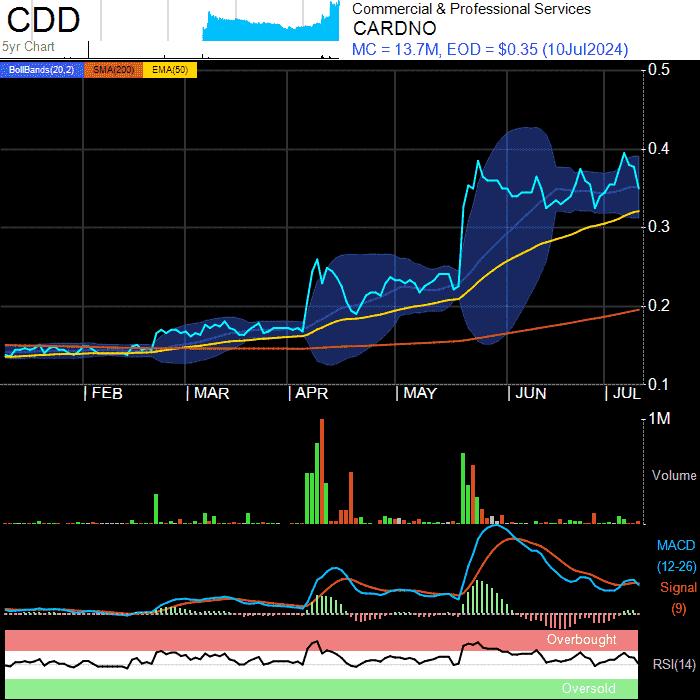 CDD
5yr Chart
Commercial & Professional Services
CARDNO
MC = 13.7M, EOD = $0.35 (10Jul2024)
BollBands(20,2) SMA(200) EMA(50)
0.5
0.4
0.3
0.2
0.1
FEB MAR APR MAY JUN JUL
1M
Volume
MACD
(12-26)
Signal
(9)
Overbought
RSI(14)
Oversold